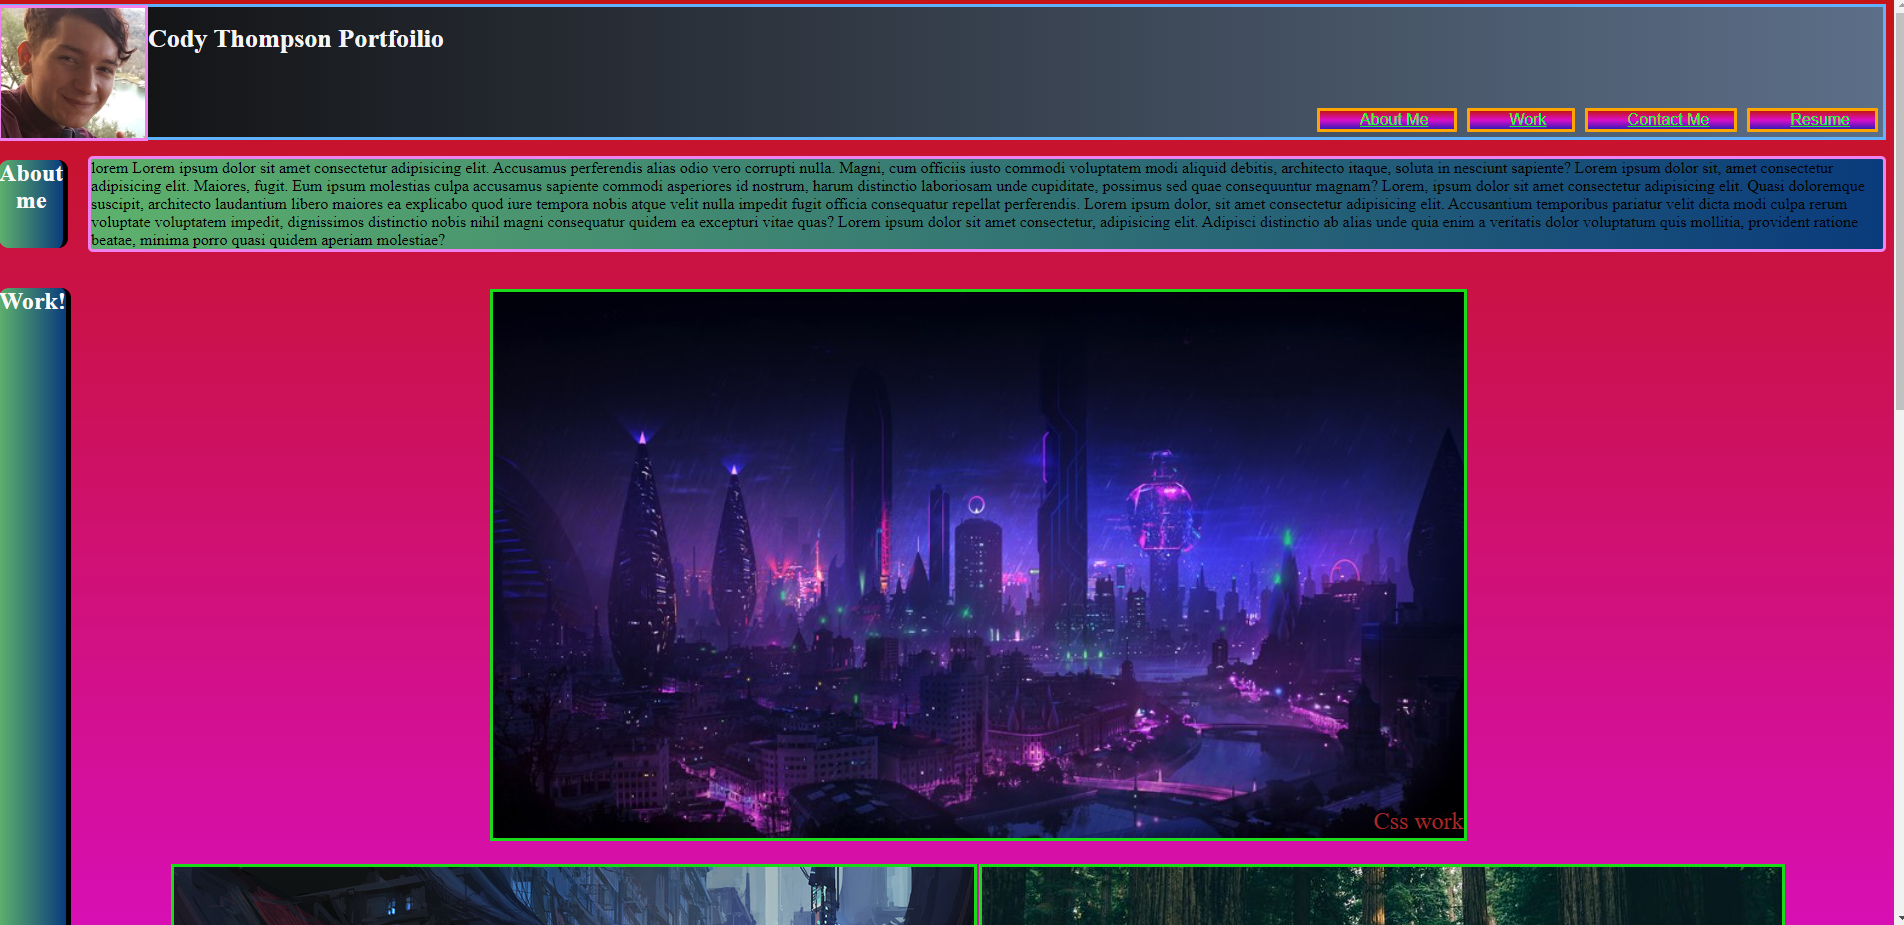 Cody Thompson Portfoilio
About Me Work Contact Me Resume
About
me
lorem Lorem ipsum dolor sit amet consectetur adipisicing elit. Accusamus perferendis alias odio vero corrupti nulla. Magni, cum officiis iusto commodi voluptatem modi aliquid debitis, architecto itaque, soluta in nesciunt sapiente? Lorem ipsum dolor sit, amet consectetur
adipisicing elit. Maiores, fugit. Eum ipsum molestias culpa accusamus sapiente commodi asperiores id nostrum, harum distinctio laboriosam unde cupiditate, possimus sed quae consequuntur magnam? Lorem, ipsum dolor sit amet consectetur adipisicing elit. Quasi doloremque
suscipit, architecto laudantium libero maiores ea explicabo quod iure tempora nobis atque velit nulla impedit fugit officia consequatur repellat perferendis. Lorem ipsum dolor, sit amet consectetur adipisicing elit. Accusantium temporibus pariatur velit dicta modi culpa rerum
voluptate voluptatem impedit, dignissimos distinctio nobis nihil magni consequatur quidem ea excepturi vitae quas? Lorem ipsum dolor sit amet consectetur, adipisicing elit. Adipisci distinctio ab alias unde quia enim a veritatis dolor voluptatum quis mollitia, provident ratione
beatae, minima porro quasi quidem aperiam molestiae?
Work!
Css work